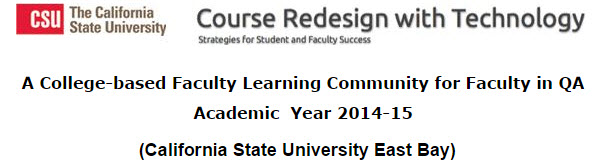 CSU The California State University
Course Redesign with Technology
Strategies for Student and Faculty Success
A College-based Faculty Learning Community for Faculty in QA
Academic Year 2014-15
(California State University East Bay)